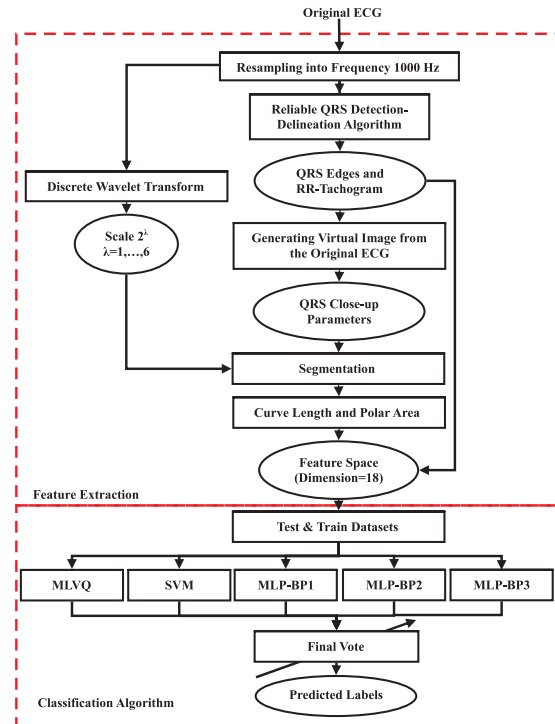 Original ECG
Resampling into Frequency 1000 Hz
Reliable QRS Detection-
Delineation Algorithm
QRS Edges and
RR-Tachogram
Discrete Wavelet Transform
Scale 2^λ
λ=1,…,6
Generating Virtual Image from
the Original ECG
QRS Close-up
Parameters
Segmentation
Curve Length and Polar Area
Feature Space
(Dimension=18)
Feature Extraction
Test & Train Datasets
MLVQ
SVM
MLP-BP1
MLP-BP2
MLP-BP3
Final Vote
Predicted Labels
Classification Algorithm